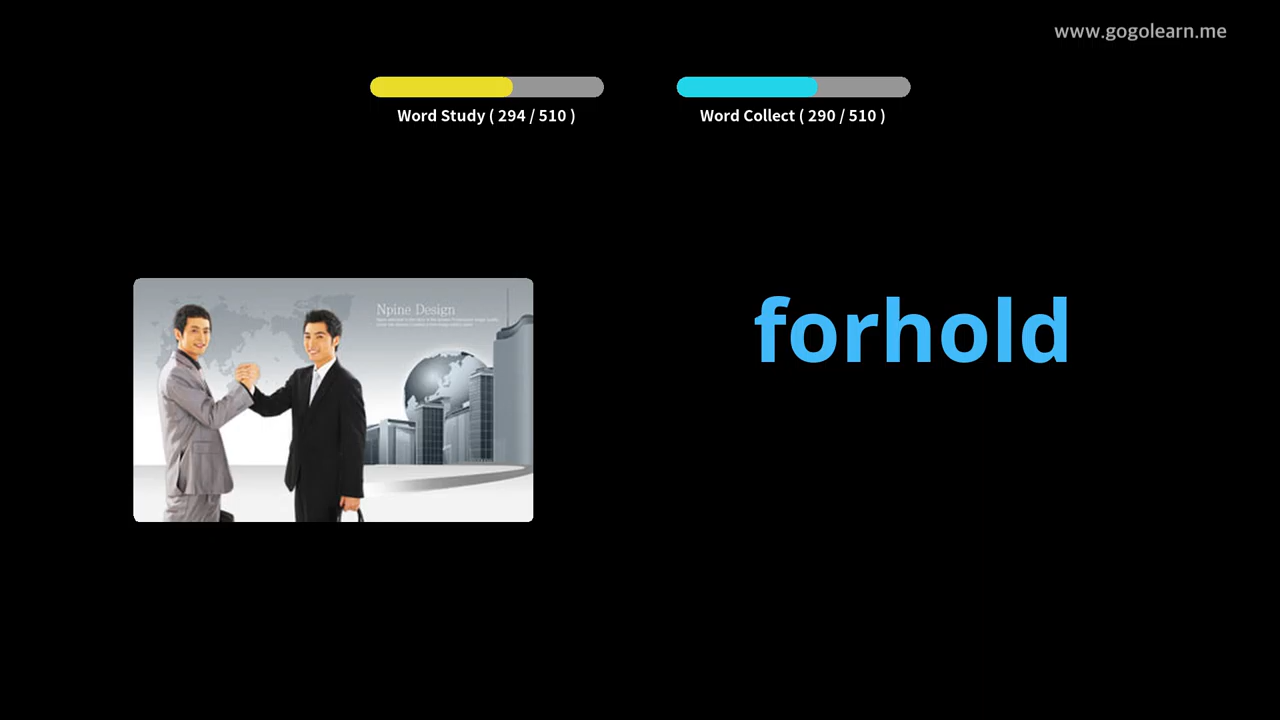 www.gogolearn.me
Word Study ( 294 / 510 )
Word Collect ( 290 / 510 )
Npine Design
forhold